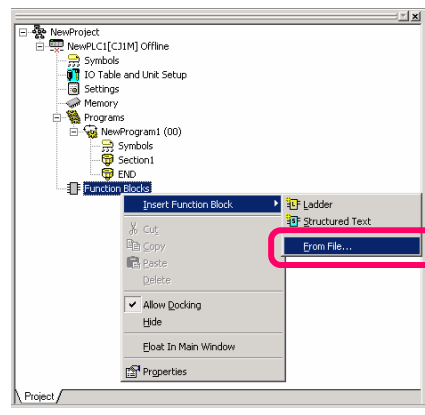 NewProject
NewPLC1[CJ1M] Offline
Symbols
IO Table and Unit Setup
Settings
Memory
Programs
NewProgram1 (00)
Symbols
Section1
END
Function Blocks
Insert Function Block
Ladder
Structured Text
From File...
Cut
Copy
Paste
Delete
Allow Docking
Hide
Float In Main Window
Properties
Project